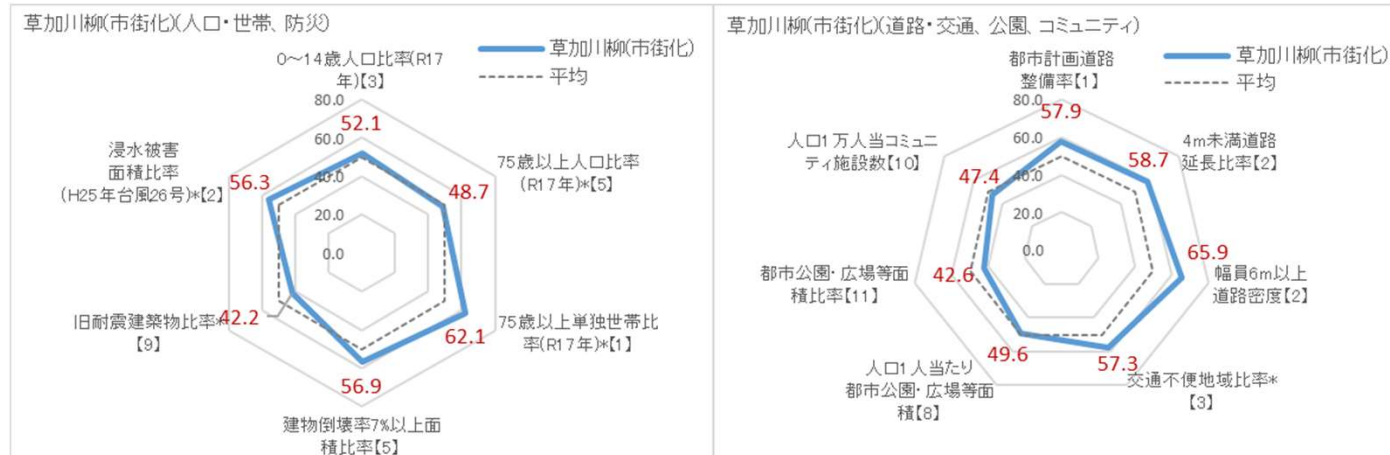 草加川柳(市街化)(人口・世帯、防災)
草加川柳(市街化)
平均
0～14歳人口比率(R17
年)【3】
80.0
60.0
40.0
20.0
0.0
52.1
75歳以上人口比率
(R17年)*【5】
48.7
75歳以上単独世帯比
率(R17年)*【1】
62.1
建物倒壊率7%以上面
積比率【5】
56.9
旧耐震建築物比率*
【9】
42.2
浸水被害
面積比率
(H25年台風26号)*【2】
56.3
草加川柳(市街化)(道路・交通、公園、コミュニティ)
草加川柳(市街化)
平均
都市計画道路
整備率【1】
80.0
60.0
40.0
20.0
0.0
57.9
4m未満道路
延長比率【2】
58.7
幅員6m以上
道路密度【2】
65.9
交通不便地域比率*
【3】
57.3
人口1人当たり
都市公園・広場等面
積【8】
49.6
都市公園・広場等面
積比率【11】
42.6
人口1万人当コミュニ
ティ施設数【10】
47.4